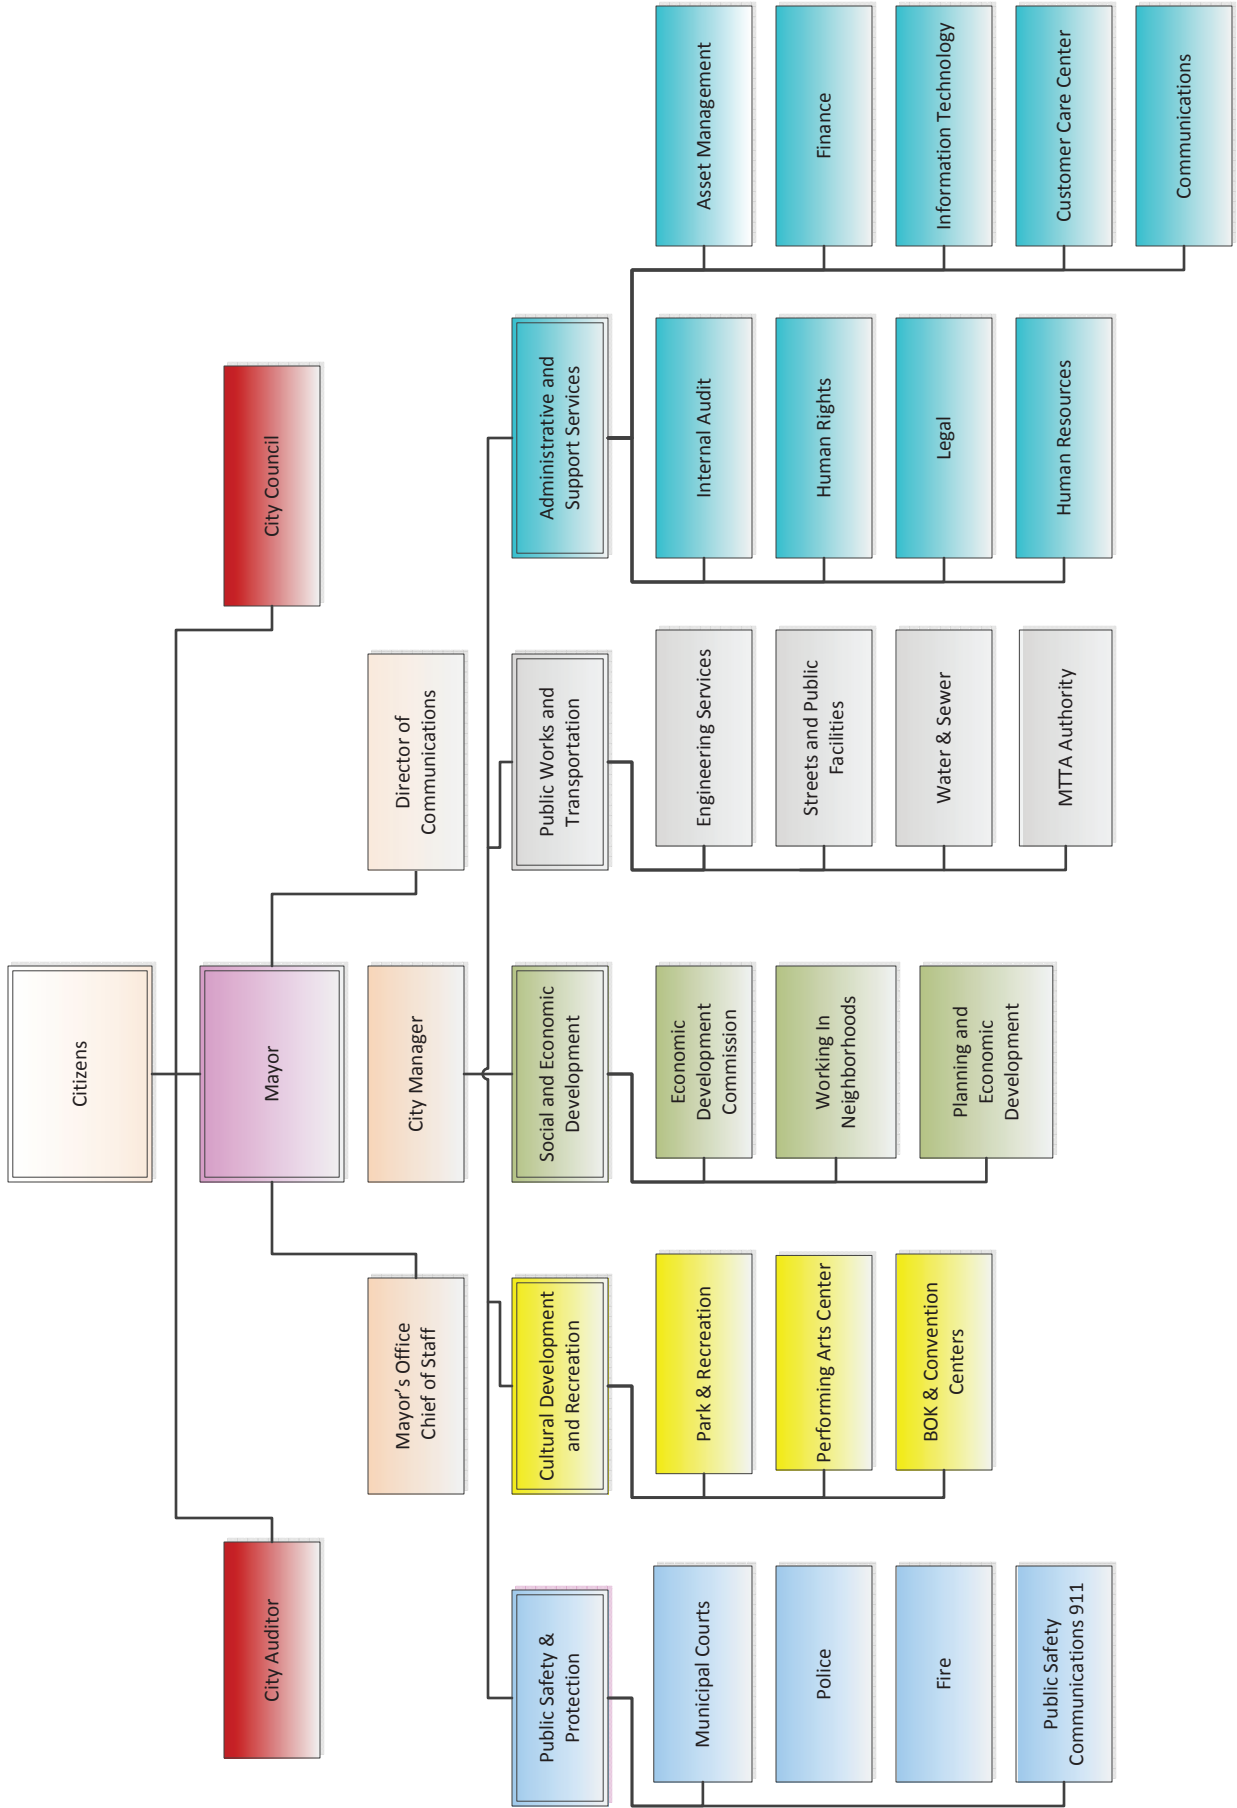 Citizens
City Auditor
Mayor
City Council
Mayor's Office
Chief of Staff
City Manager
Director of
Communications
Public Safety &
Protection
Cultural Development
and Recreation
Social and Economic
Development
Public Works and
Transportation
Administrative and
Support Services
Municipal Courts
Police
Fire
Public Safety
Communications 911
Park & Recreation
Performing Arts Center
BOK & Convention
Centers
Economic
Development
Commission
Working In
Neighborhoods
Planning and
Economic
Development
Engineering Services
Streets and Public
Facilities
Water & Sewer
MTTA Authority
Internal Audit
Human Rights
Legal
Human Resources
Asset Management
Finance
Information Technology
Customer Care Center
Communications